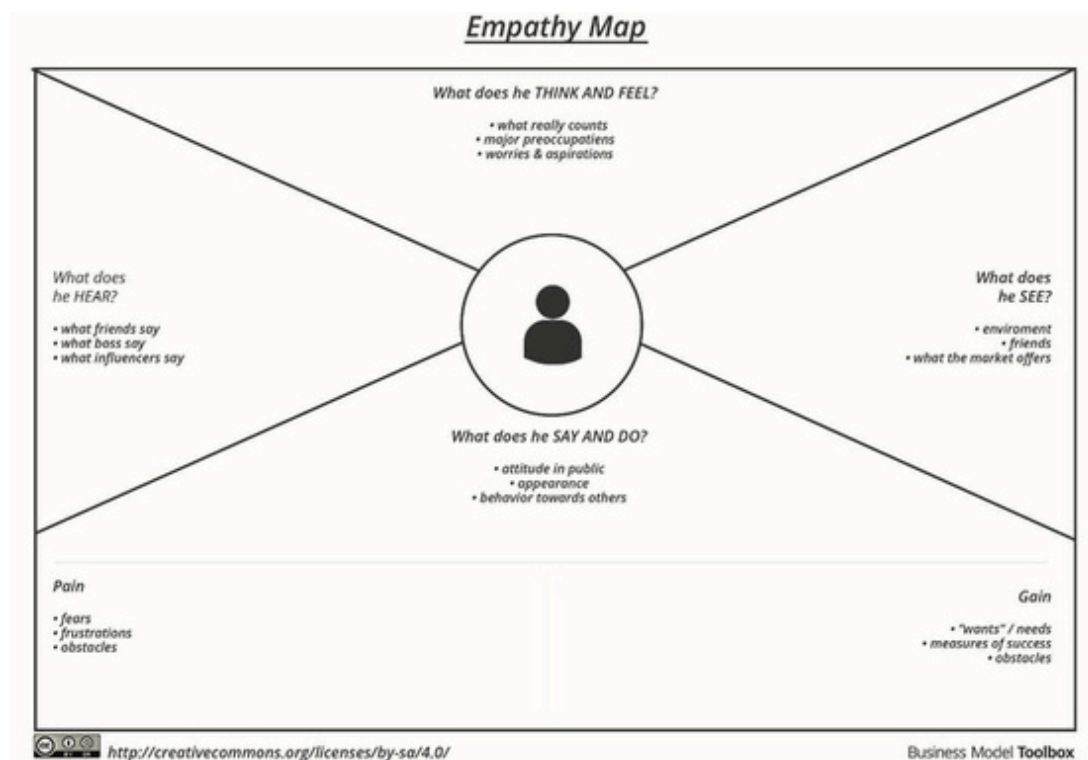 Empathy Map
What does he THINK AND FEEL?
• what really counts
• major preoccupatiens
• worries & aspirations
What does
he HEAR?
• what friends say
• what boss say
• what influencers say
What does
he SEE?
• enviroment
• friends
• what the market offers
What does he SAY AND DO?
• attitude in public
• appearance
• behavior towards others
Pain
• fears
• frustrations
• obstacles
Gain
• "wants" / needs
• measures of success
• obstacles
cc
http://creativecommons.org/licenses/by-sa/4.0/
Business Model Toolbox